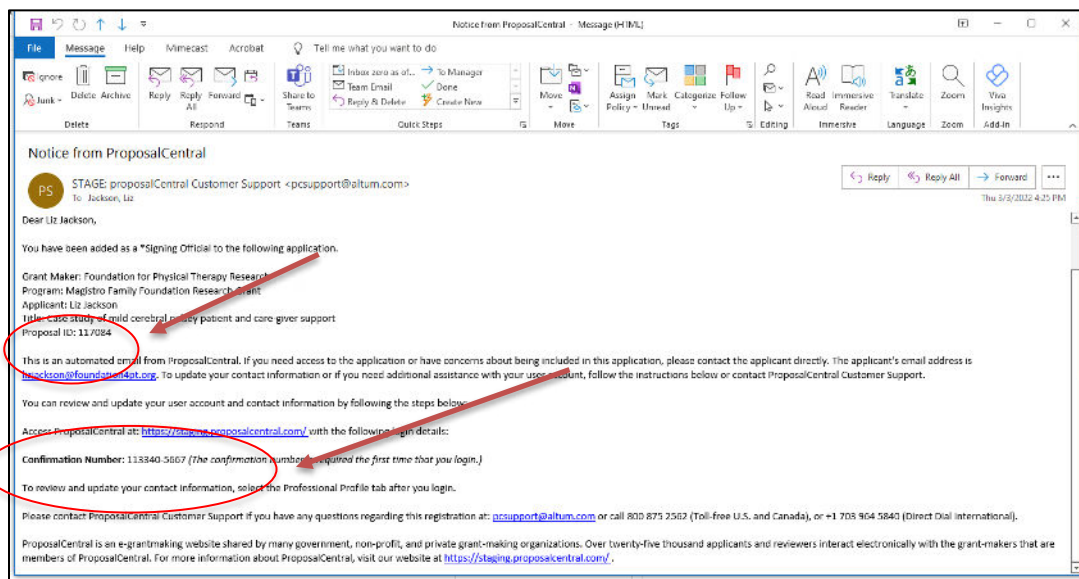 Notice from ProposalCentral - Message (HTML)
File Message Help Mimecast Acrobat Tell me what you want to do
Ignore
Junk
Delete
Archive
Reply
Reply All
Forward
Share to Teams
Inbox zero as of... To Manager
Team Email Done
Reply & Delete Create New
Move
Assign Policy
Mark Unread
Categorize
Follow Up
Read Aloud
Immersive Reader
Translate
Zoom
Viva Insights
Delete Respond Teams Quick Steps Move Tags Editing Immersive Language Zoom Add-in
Notice from ProposalCentral
PS
STAGE: proposalCentral Customer Support <pcsupport@altum.com>
To Jackson, Liz
Reply Reply All Forward
Thu 3/3/2022 4:25 PM
Dear Liz Jackson,
You have been added as a *Signing Official to the following application.
Grant Maker: Foundation for Physical Therapy Research
Program: Magistro Family Foundation Research Grant
Applicant: Liz Jackson
Title: Case study of mild cerebral palsey patient and care-giver support
Proposal ID: 117084
This is an automated email from ProposalCentral. If you need access to the application or have concerns about being included in this application, please contact the applicant directly. The applicant's email address is
lizjackson@foundation4pt.org. To update your contact information or if you need additional assistance with your user account, follow the instructions below or contact ProposalCentral Customer Support.
You can review and update your user account and contact information by following the steps below:
Access ProposalCentral at: https://staging.proposalcentral.com/ with the following login details:
Confirmation Number: 113340-5667 (The confirmation number is required the first time that you login.)
To review and update your contact information, select the Professional Profile tab after you login.
Please contact ProposalCentral Customer Support if you have any questions regarding this registration at: pcsupport@altum.com or call 800 875 2562 (Toll-free U.S. and Canada), or +1 703 964 5840 (Direct Dial International).
ProposalCentral is an e-grantmaking website shared by many government, non-profit, and private grant-making organizations. Over twenty-five thousand applicants and reviewers interact electronically with the grant-makers that are
members of ProposalCentral. For more information about ProposalCentral, visit our website at https://staging.proposalcentral.com/ .